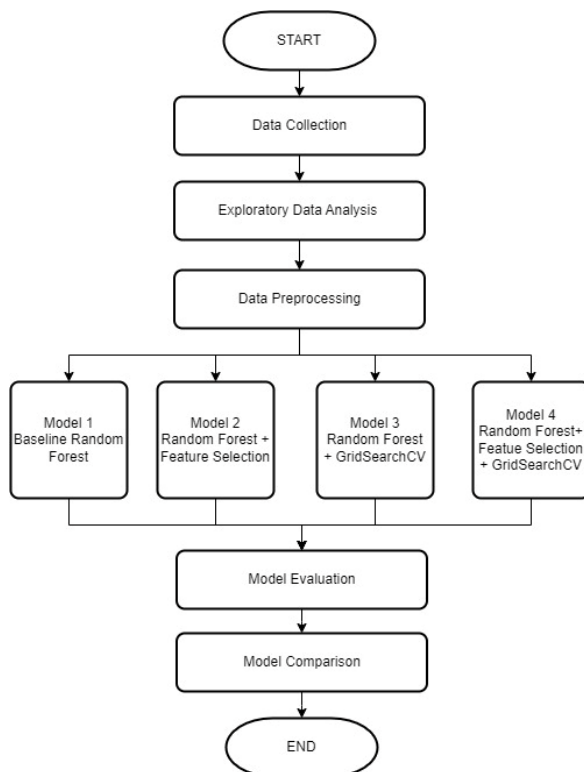 START
Data Collection
Exploratory Data Analysis
Data Preprocessing
Model 1
Baseline Random
Forest
Model 2
Random Forest +
Feature Selection
Model 3
Random Forest
+ GridSearchCV
Model 4
Random Forest+
Featue Selection
+ GridSearchCV
Model Evaluation
Model Comparison
END